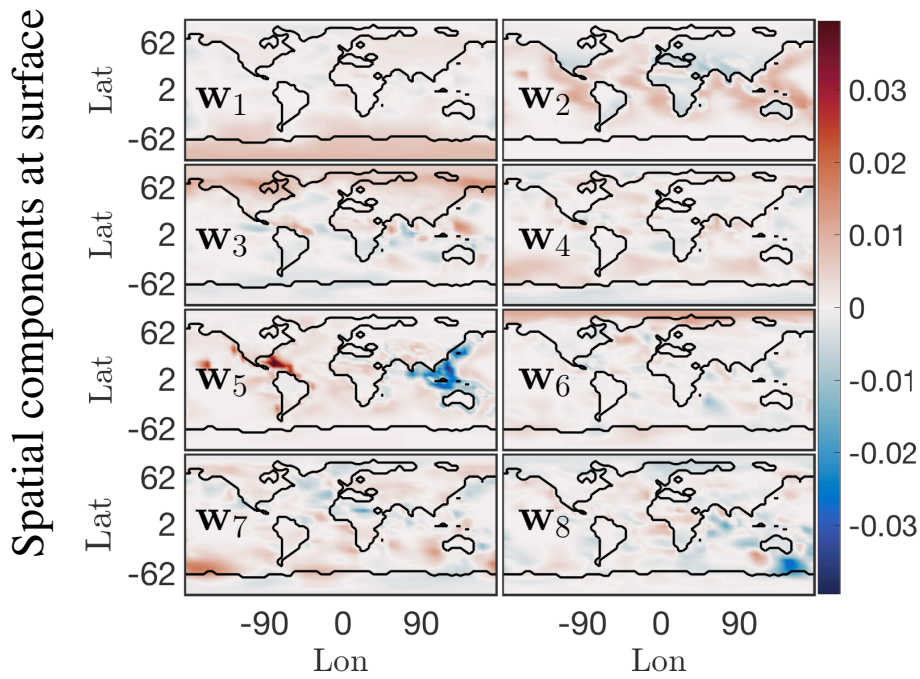 Spatial components at surface
Lat
62
2
-62
w1
w2
Lat
62
2
-62
w3
w4
Lat
62
2
-62
w5
w6
Lat
62
2
-62
w7
w8
-90 0 90
-90 0 90
Lon
Lon
0.03
0.02
0.01
0
-0.01
-0.02
-0.03